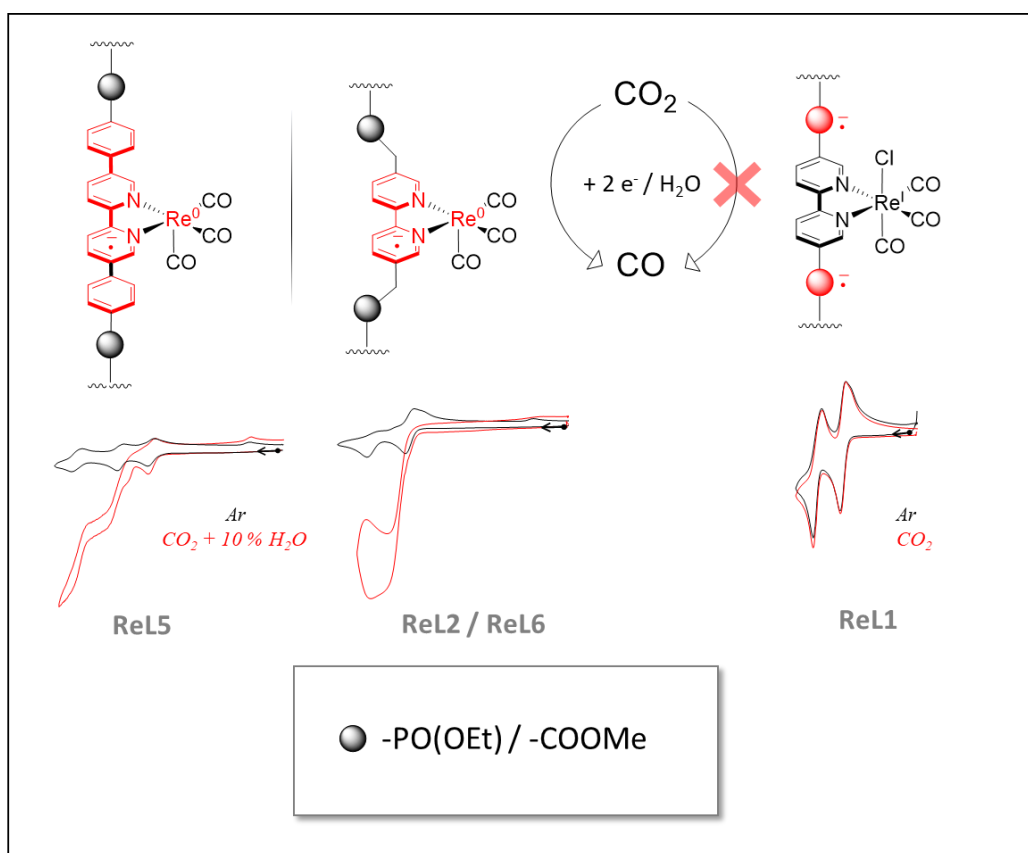 CO2
+ 2 e- / H2O
CO
N
N
Re0
CO
CO
CO
N
N
Re0
CO
CO
CO
Cl
N
N
ReI
CO
CO
CO
Ar
CO2 + 10 % H2O
Ar
CO2
ReL5
ReL2 / ReL6
ReL1
-PO(OEt) / -COOMe